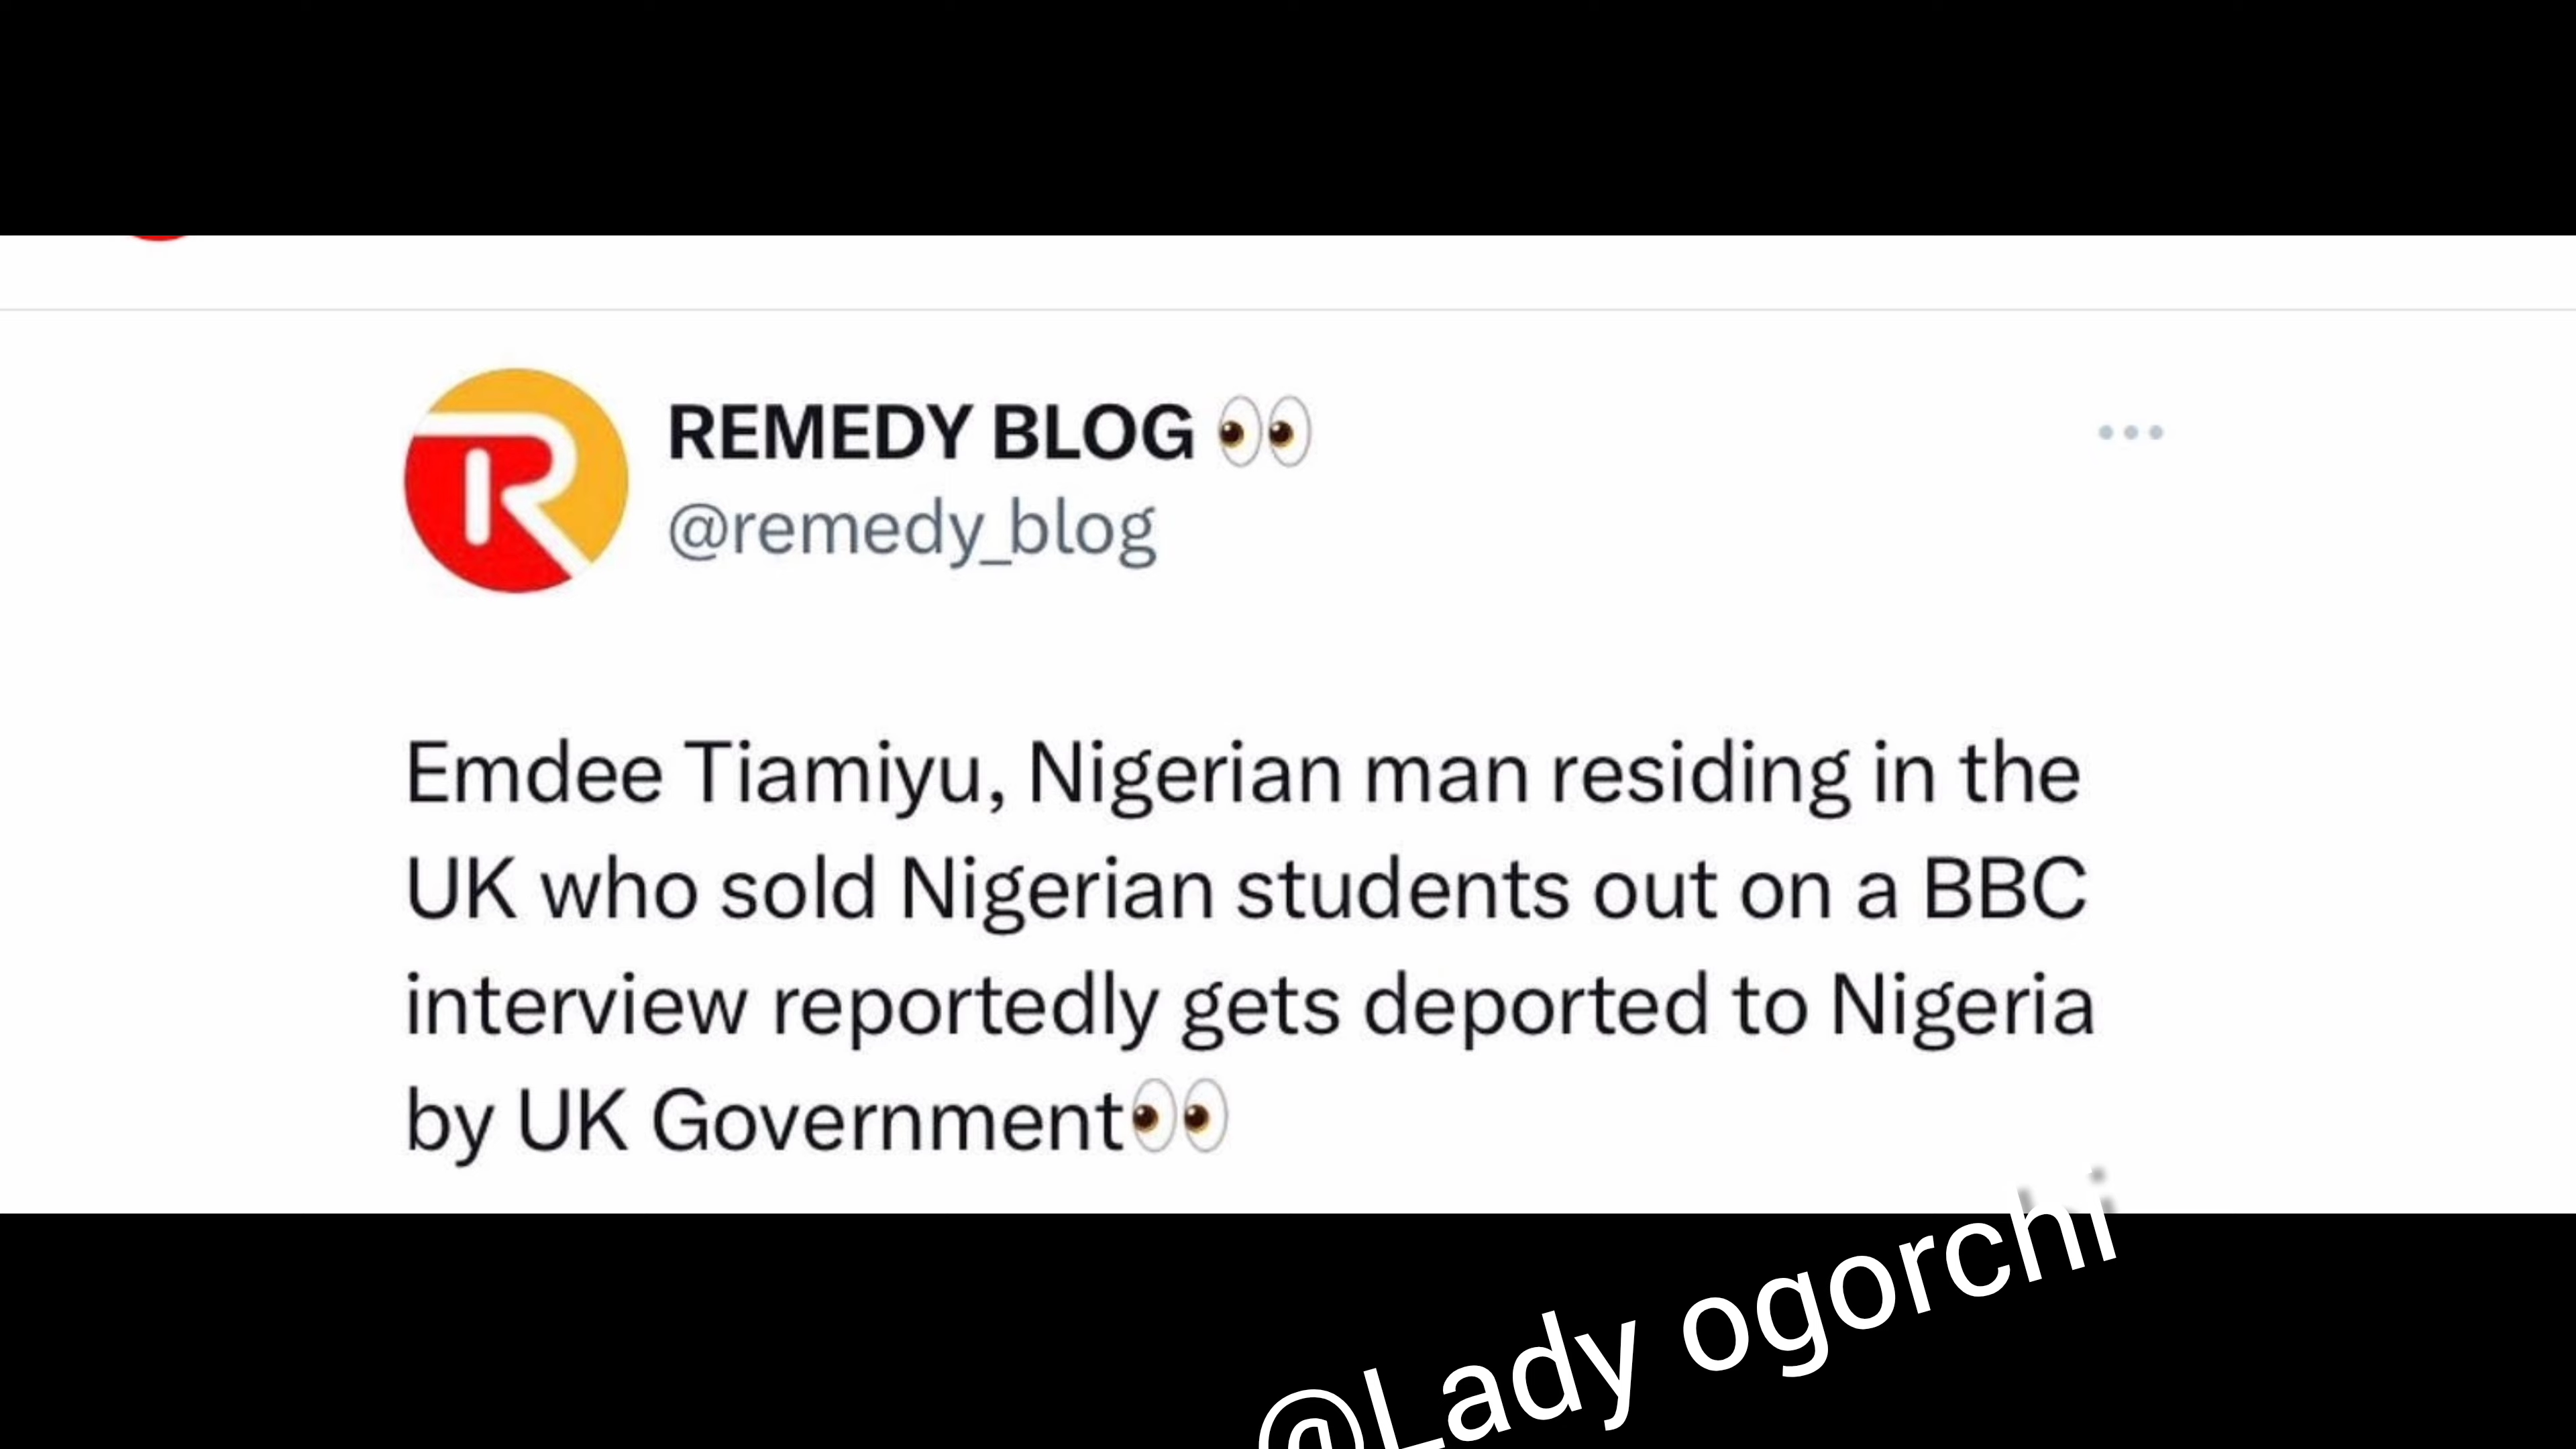 REMEDY BLOG 👀
@remedy_blog
Emdee Tiamiyu, Nigerian man residing in the
UK who sold Nigerian students out on a BBC
interview reportedly gets deported to Nigeria
by UK Government👀
@Lady ogorchi